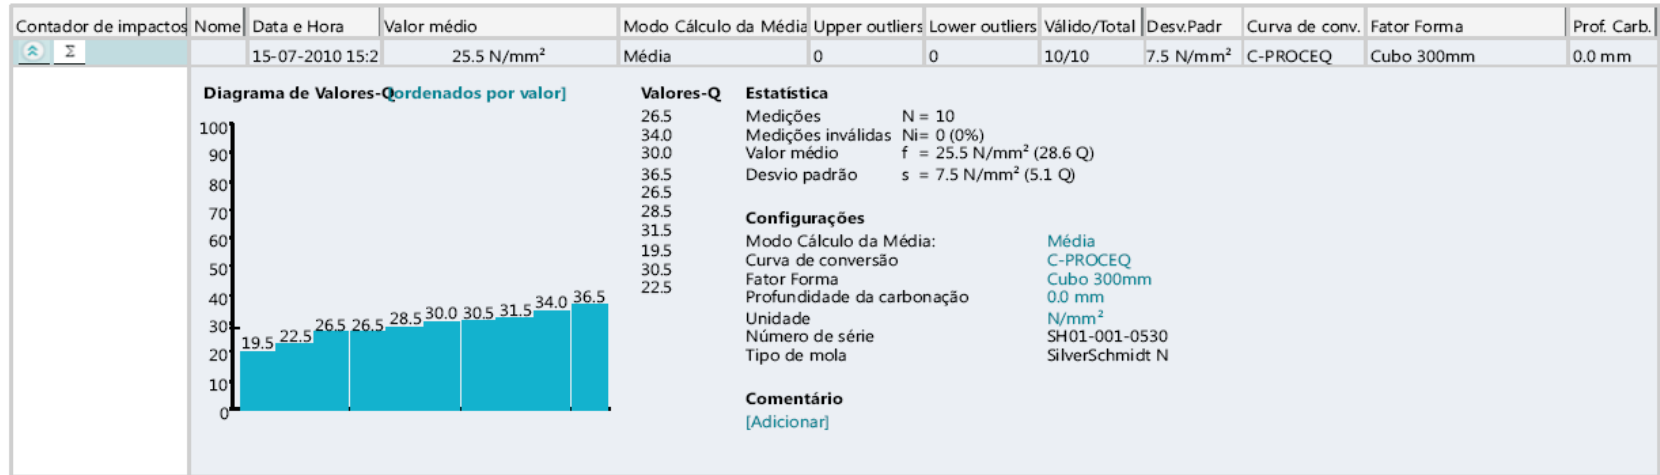 Contador de impactos Nome Data e Hora Valor médio Modo Cálculo da Média Upper outliers Lower outliers Válido/Total Desv.Padr Curva de conv. Fator Forma Prof. Carb.
Σ 15-07-2010 15:2 25.5 N/mm² Média 0 0 10/10 7.5 N/mm² C-PROCEQ Cubo 300mm 0.0 mm
Diagrama de Valores-Q [ordenados por valor]
100
90
80
70
60
50
40
30
20
10
0
19.5 22.5 26.5 26.5 28.5 30.0 30.5 31.5 34.0 36.5
Valores-Q
26.5
34.0
30.0
36.5
26.5
28.5
31.5
19.5
30.5
22.5
Estatística
Medições N = 10
Medições inválidas Ni= 0 (0%)
Valor médio f = 25.5 N/mm² (28.6 Q)
Desvio padrão s = 7.5 N/mm² (5.1 Q)
Configurações
Modo Cálculo da Média: Média
Curva de conversão C-PROCEQ
Fator Forma Cubo 300mm
Profundidade da carbonação 0.0 mm
Unidade N/mm²
Número de série SH01-001-0530
Tipo de mola SilverSchmidt N
Comentário
[Adicionar]